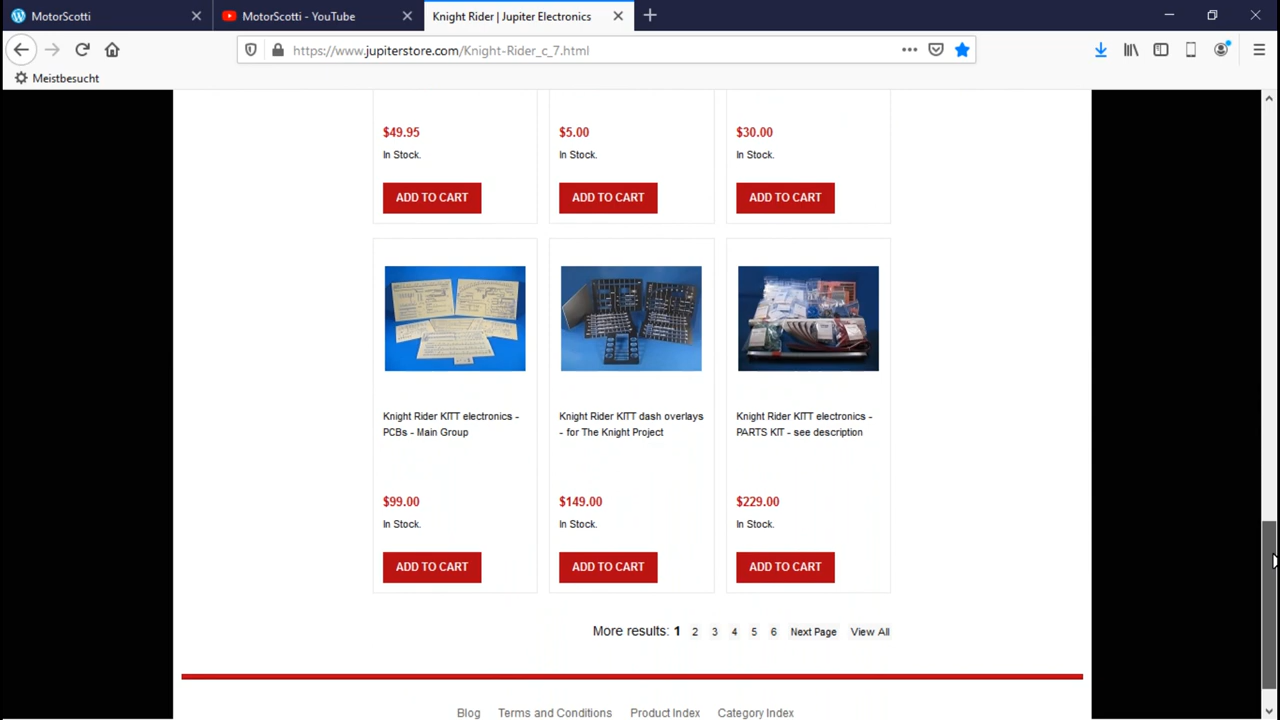 MotorScotti
MotorScotti - YouTube
Knight Rider | Jupiter Electronics
https://www.jupiterstore.com/Knight-Rider_c_7.html
Meistbesucht
$49.95
$5.00
$30.00
In Stock.
In Stock.
In Stock.
ADD TO CART
ADD TO CART
ADD TO CART
Knight Rider KITT electronics -
PCBs - Main Group
Knight Rider KITT dash overlays
- for The Knight Project
Knight Rider KITT electronics -
PARTS KIT - see description
$99.00
$149.00
$229.00
In Stock.
In Stock.
In Stock.
ADD TO CART
ADD TO CART
ADD TO CART
More results: 1 2 3 4 5 6 Next Page View All
Blog Terms and Conditions Product Index Category Index